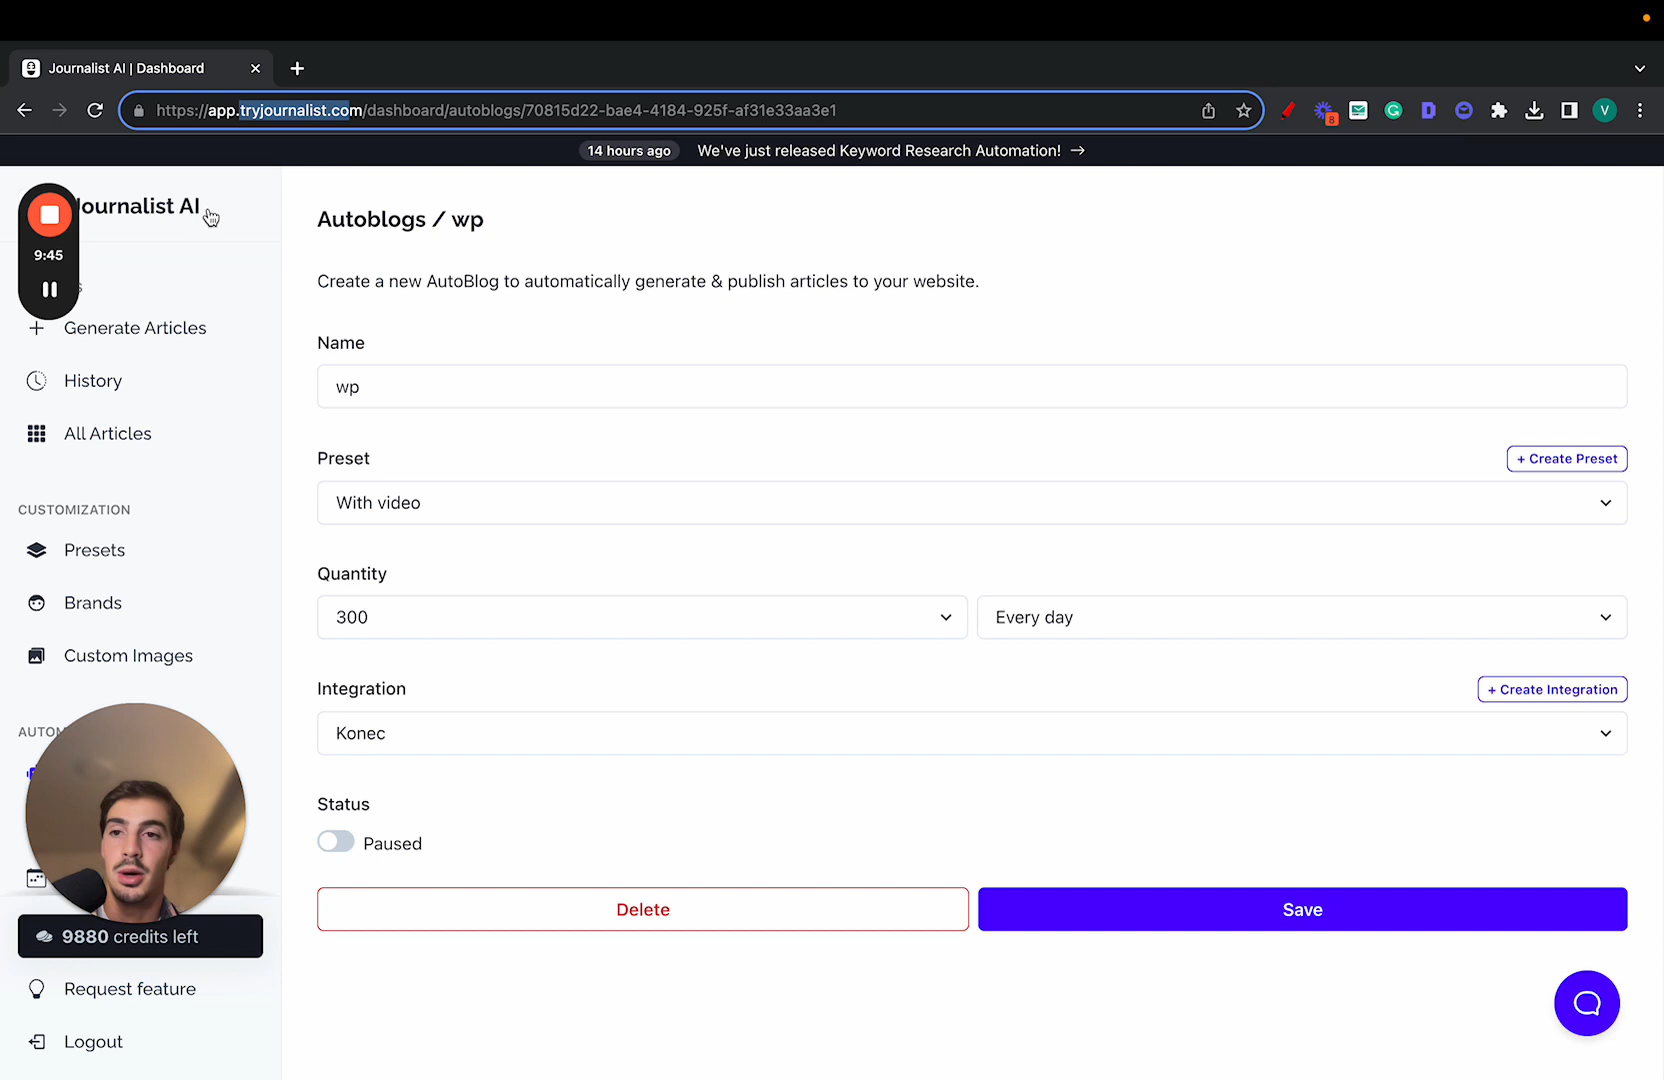 Journalist AI | Dashboard
https://app.tryjournalist.com/dashboard/autoblogs/70815d22-bae4-4184-925f-af31e33aa3e1
8
V
14 hours ago We've just released Keyword Research Automation! →
Journalist AI
9:45
Generate Articles
History
All Articles
CUSTOMIZATION
Presets
Brands
Custom Images
9880 credits left
Request feature
Logout
Autoblogs / wp
Create a new AutoBlog to automatically generate & publish articles to your website.
Name
wp
Preset
+ Create Preset
With video
Quantity
300
Every day
Integration
+ Create Integration
Konec
Status
Paused
Delete
Save